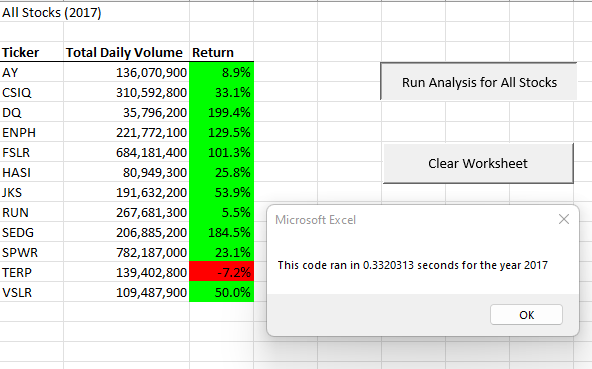 All Stocks (2017)
Ticker Total Daily Volume Return
AY 136,070,900 8.9%
CSIQ 310,592,800 33.1%
DQ 35,796,200 199.4%
ENPH 221,772,100 129.5%
FSLR 684,181,400 101.3%
HASI 80,949,300 25.8%
JKS 191,632,200 53.9%
RUN 267,681,300 5.5%
SEDG 206,885,200 184.5%
SPWR 782,187,000 23.1%
TERP 139,402,800 -7.2%
VSLR 109,487,900 50.0%
Run Analysis for All Stocks
Clear Worksheet
Microsoft Excel
This code ran in 0.3320313 seconds for the year 2017
OK